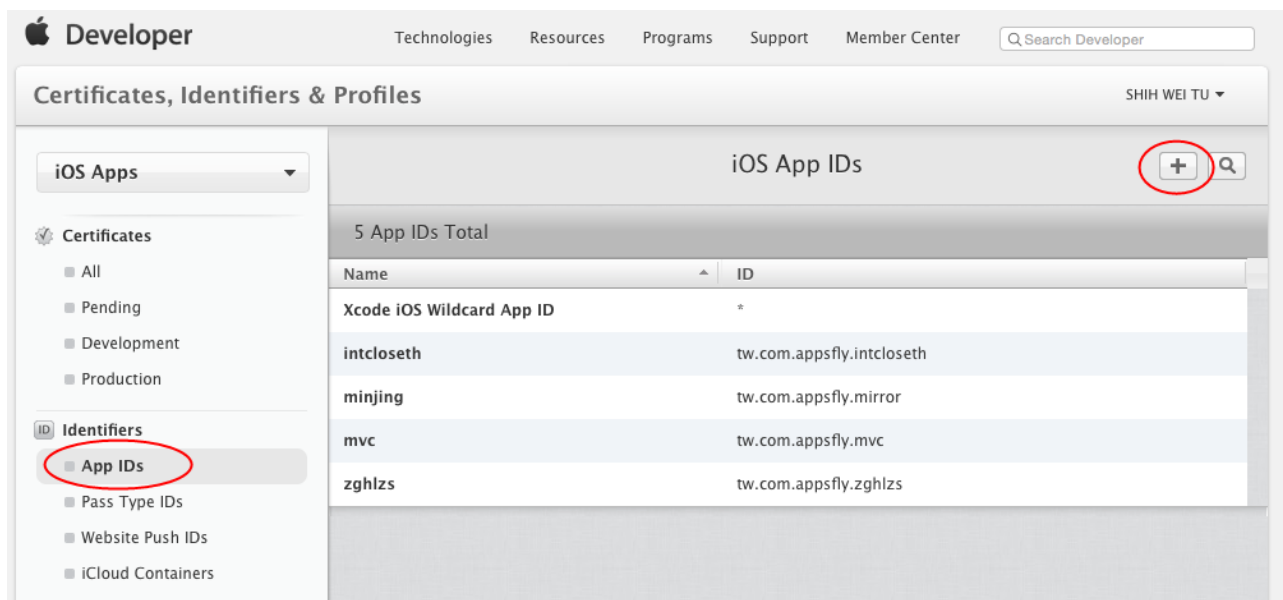 Developer
Technologies Resources Programs Support Member Center Search Developer
Certificates, Identifiers & Profiles
SHIH WEI TU
iOS Apps
Certificates
All
Pending
Development
Production
ID Identifiers
App IDs
Pass Type IDs
Website Push IDs
iCloud Containers
iOS App IDs
5 App IDs Total
Name ID
Xcode iOS Wildcard App ID *
intcloseth tw.com.appsfly.intcloseth
minjing tw.com.appsfly.mirror
mvc tw.com.appsfly.mvc
zghlzs tw.com.appsfly.zghlzs